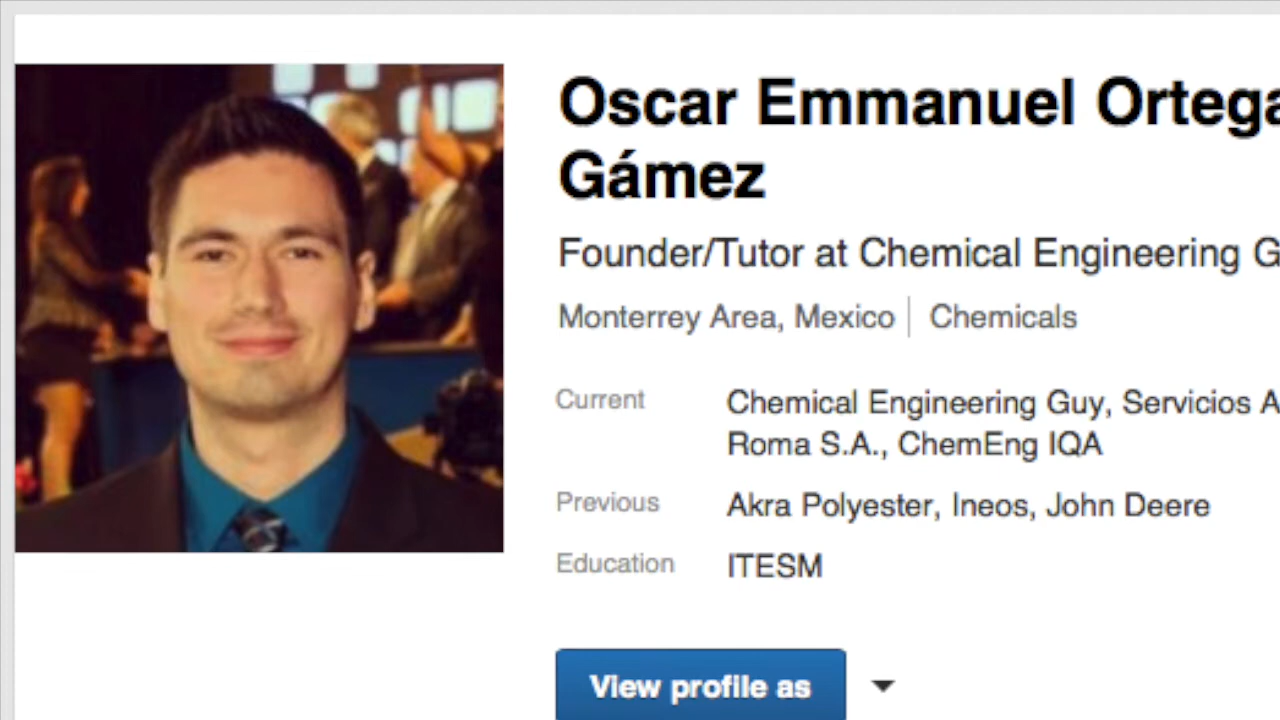 Oscar Emmanuel Ortega
Gámez
Founder/Tutor at Chemical Engineering G
Monterrey Area, Mexico | Chemicals
Current
Chemical Engineering Guy, Servicios A
Roma S.A., ChemEng IQA
Previous
Akra Polyester, Ineos, John Deere
Education
ITESM
View profile as